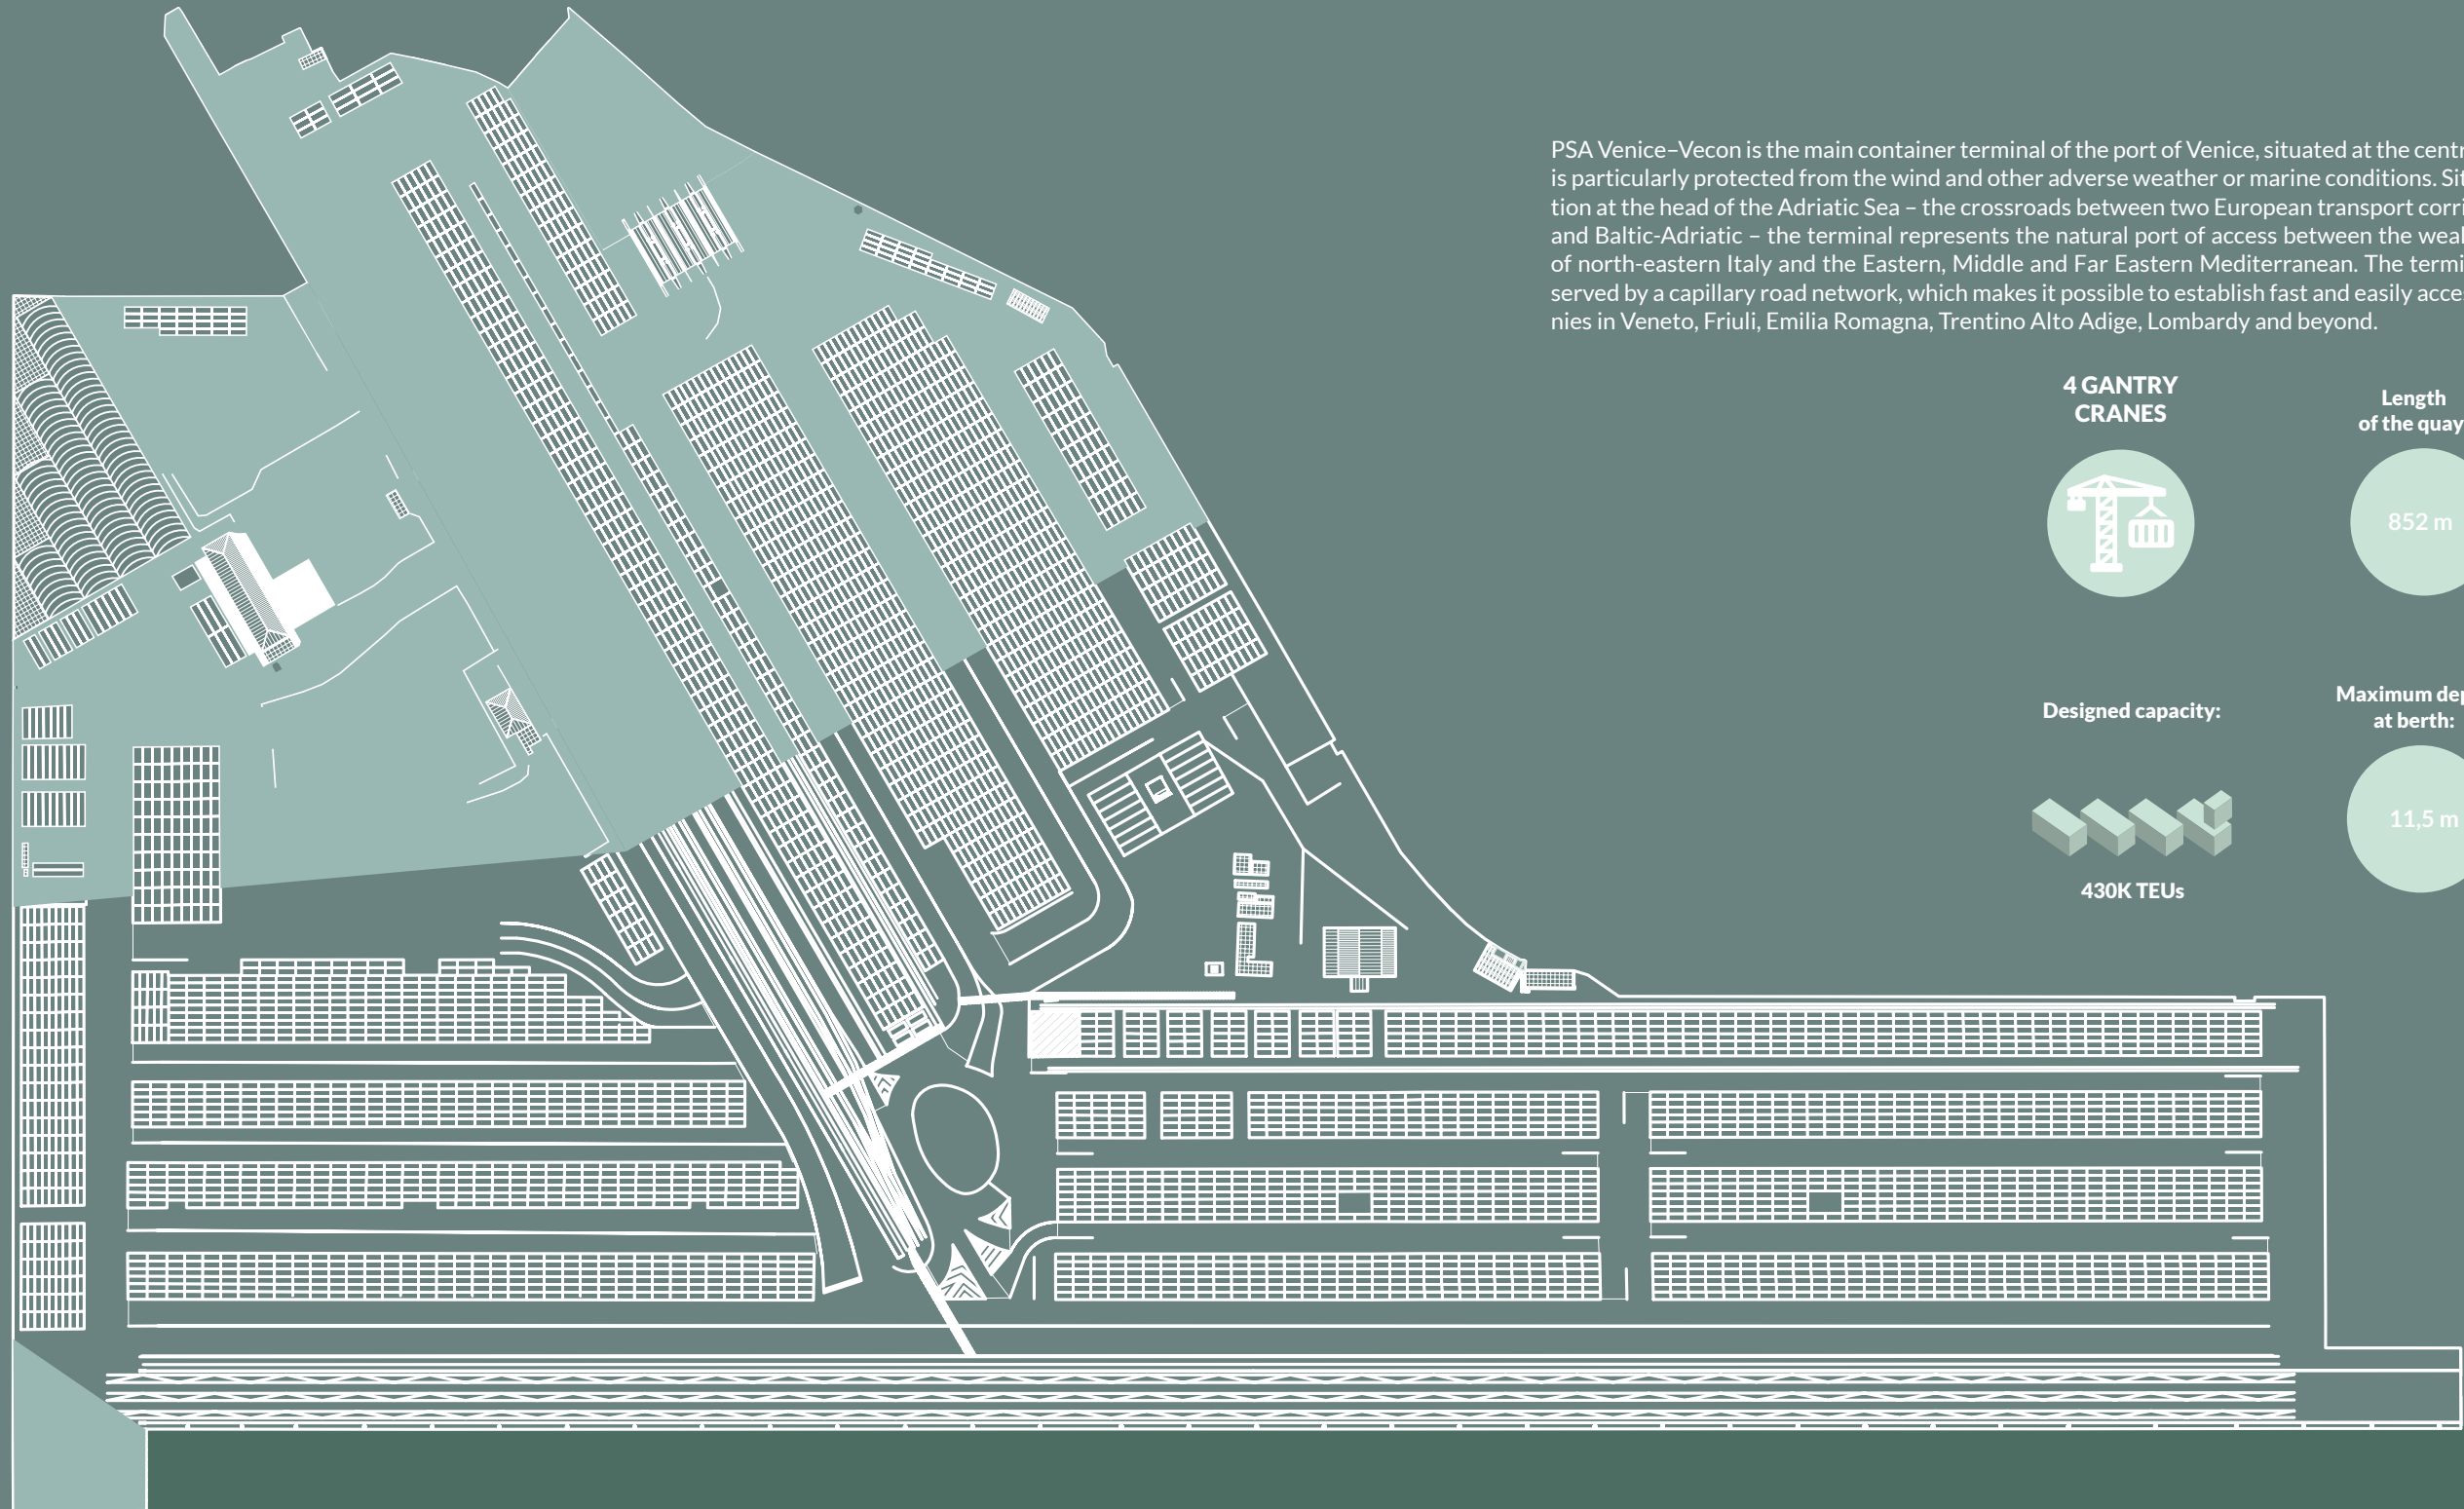 PSA Venice–Vecon is the main container terminal of the port of Venice, situated at the centr
is particularly protected from the wind and other adverse weather or marine conditions. Sit
tion at the head of the Adriatic Sea – the crossroads between two European transport corri
and Baltic-Adriatic – the terminal represents the natural port of access between the weal
of north-eastern Italy and the Eastern, Middle and Far Eastern Mediterranean. The termi
served by a capillary road network, which makes it possible to establish fast and easily acce
nies in Veneto, Friuli, Emilia Romagna, Trentino Alto Adige, Lombardy and beyond.
4 GANTRY
CRANES
Length
of the quay
852 m
Designed capacity:
430K TEUs
Maximum dep
at berth:
11,5 m